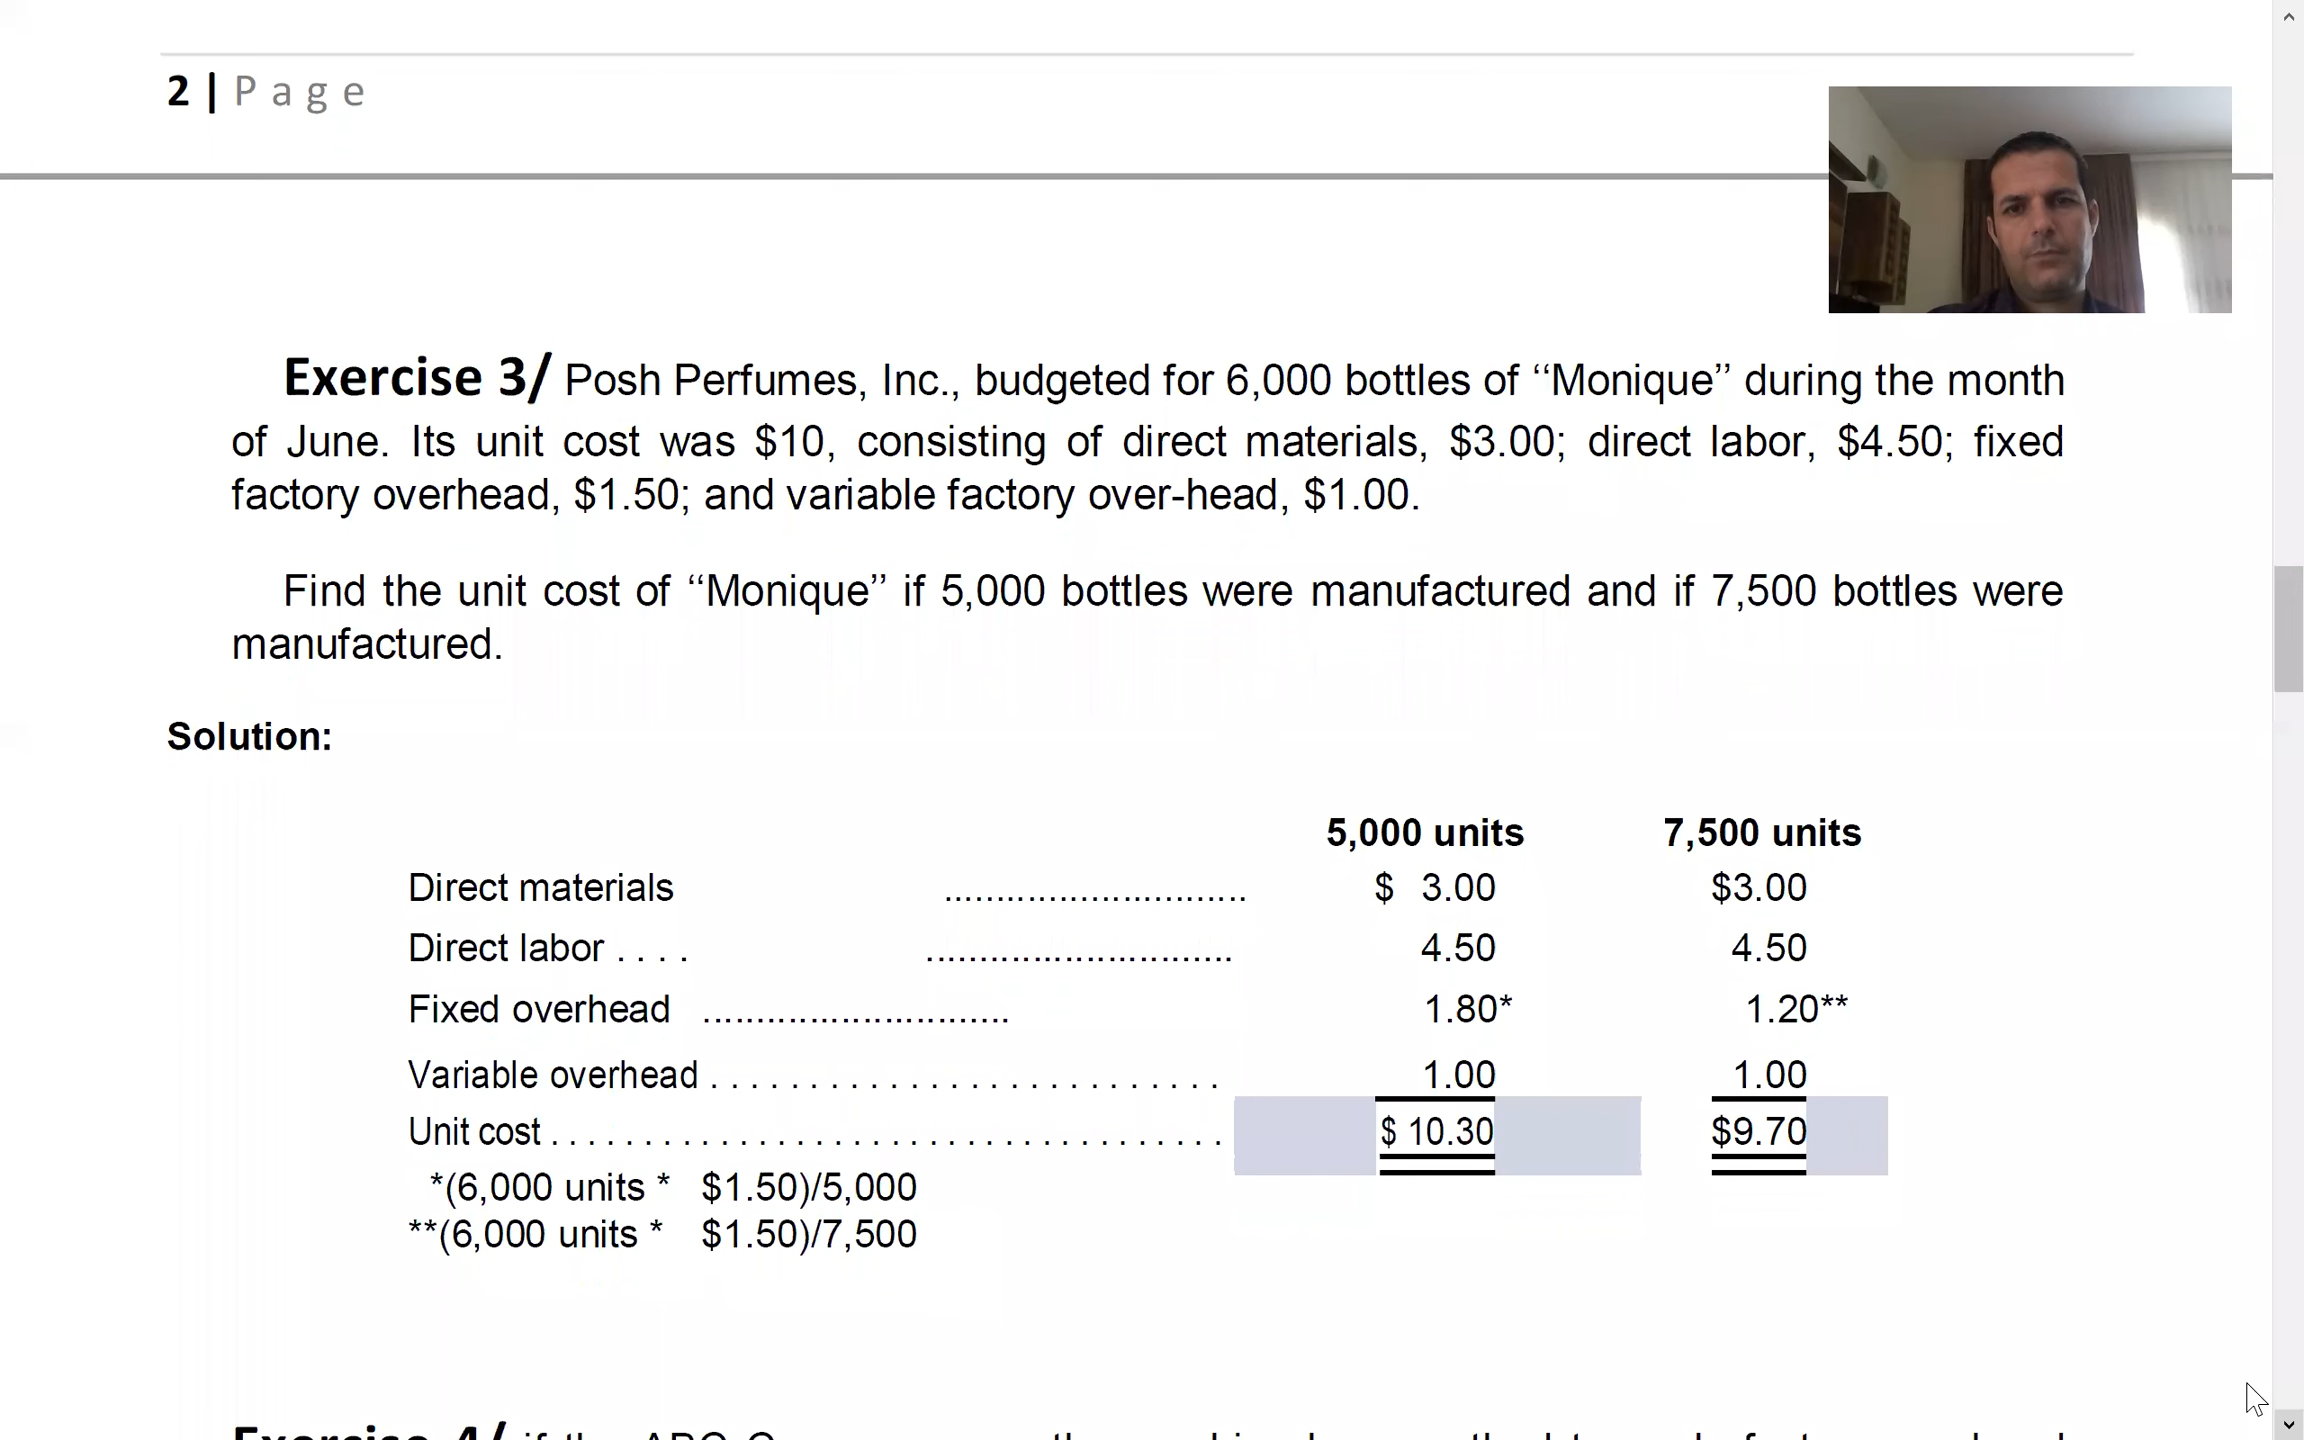 2 | P a g e
Exercise 3/ Posh Perfumes, Inc., budgeted for 6,000 bottles of ‘‘Monique’’ during the month
of June. Its unit cost was $10, consisting of direct materials, $3.00; direct labor, $4.50; fixed
factory overhead, $1.50; and variable factory over-head, $1.00.
Find the unit cost of ‘‘Monique’’ if 5,000 bottles were manufactured and if 7,500 bottles were
manufactured.
Solution:
5,000 units 7,500 units
Direct materials ............................. $ 3.00 $3.00
Direct labor . . . . ............................. 4.50 4.50
Fixed overhead ............................. 1.80* 1.20**
Variable overhead . . . . . . . . . . . . . . . . . . . . . . . . . . 1.00 1.00
Unit cost . . . . . . . . . . . . . . . . . . . . . . . . . . . . . . . . . . . . . $ 10.30 $9.70
*(6,000 units * $1.50)/5,000
**(6,000 units * $1.50)/7,500
Exercise 4/ if the ABC